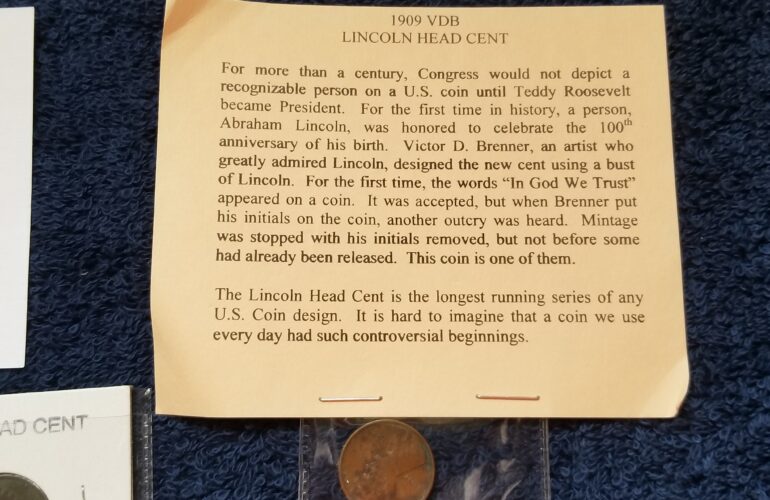 1909 VDB
LINCOLN HEAD CENT
For more than a century, Congress would not depict a
recognizable person on a U.S. coin until Teddy Roosevelt
became President. For the first time in history, a person,
Abraham Lincoln, was honored to celebrate the 100th
anniversary of his birth. Victor D. Brenner, an artist who
greatly admired Lincoln, designed the new cent using a bust
of Lincoln. For the first time, the words “In God We Trust”
appeared on a coin. It was accepted, but when Brenner put
his initials on the coin, another outcry was heard. Mintage
was stopped with his initials removed, but not before some
had already been released. This coin is one of them.
The Lincoln Head Cent is the longest running series of any
U.S. Coin design. It is hard to imagine that a coin we use
every day had such controversial beginnings.
AD CENT